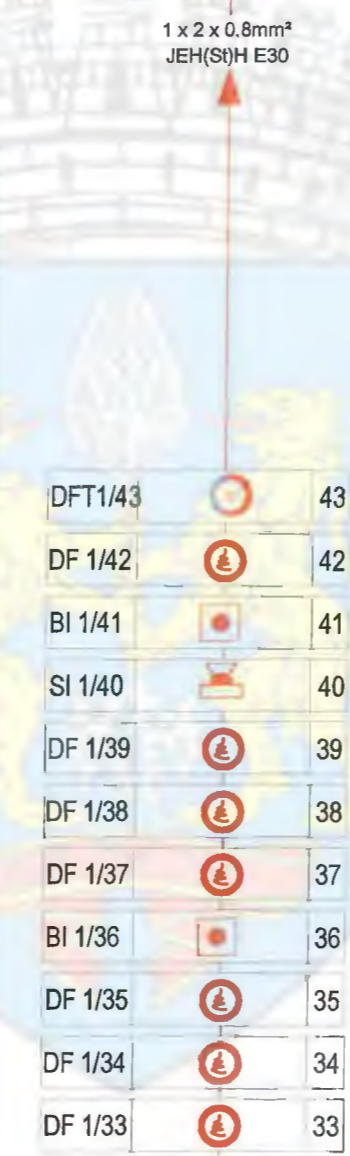 1 x 2 x 0.8mm²
JEH(St)H E30
DFT1/43 43
DF 1/42 42
BI 1/41 41
SI 1/40 40
DF 1/39 39
DF 1/38 38
DF 1/37 37
BI 1/36 36
DF 1/35 35
DF 1/34 34
DF 1/33 33